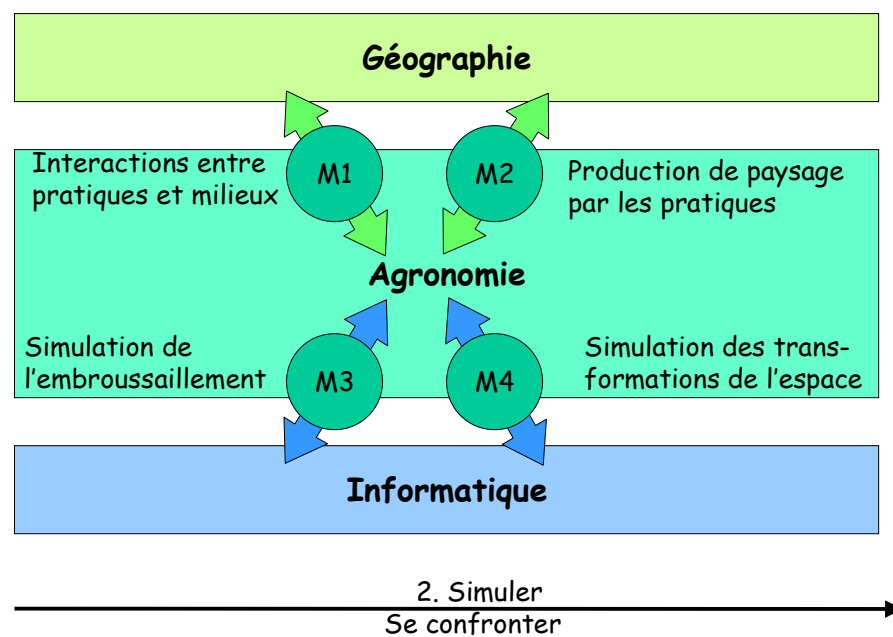 Géographie
Interactions entre
pratiques et milieux
M1
M2
Production de paysage
par les pratiques
Agronomie
Simulation de
l'embroussaillement
M3
M4
Simulation des trans-
formations de l'espace
Informatique
2. Simuler
Se confronter